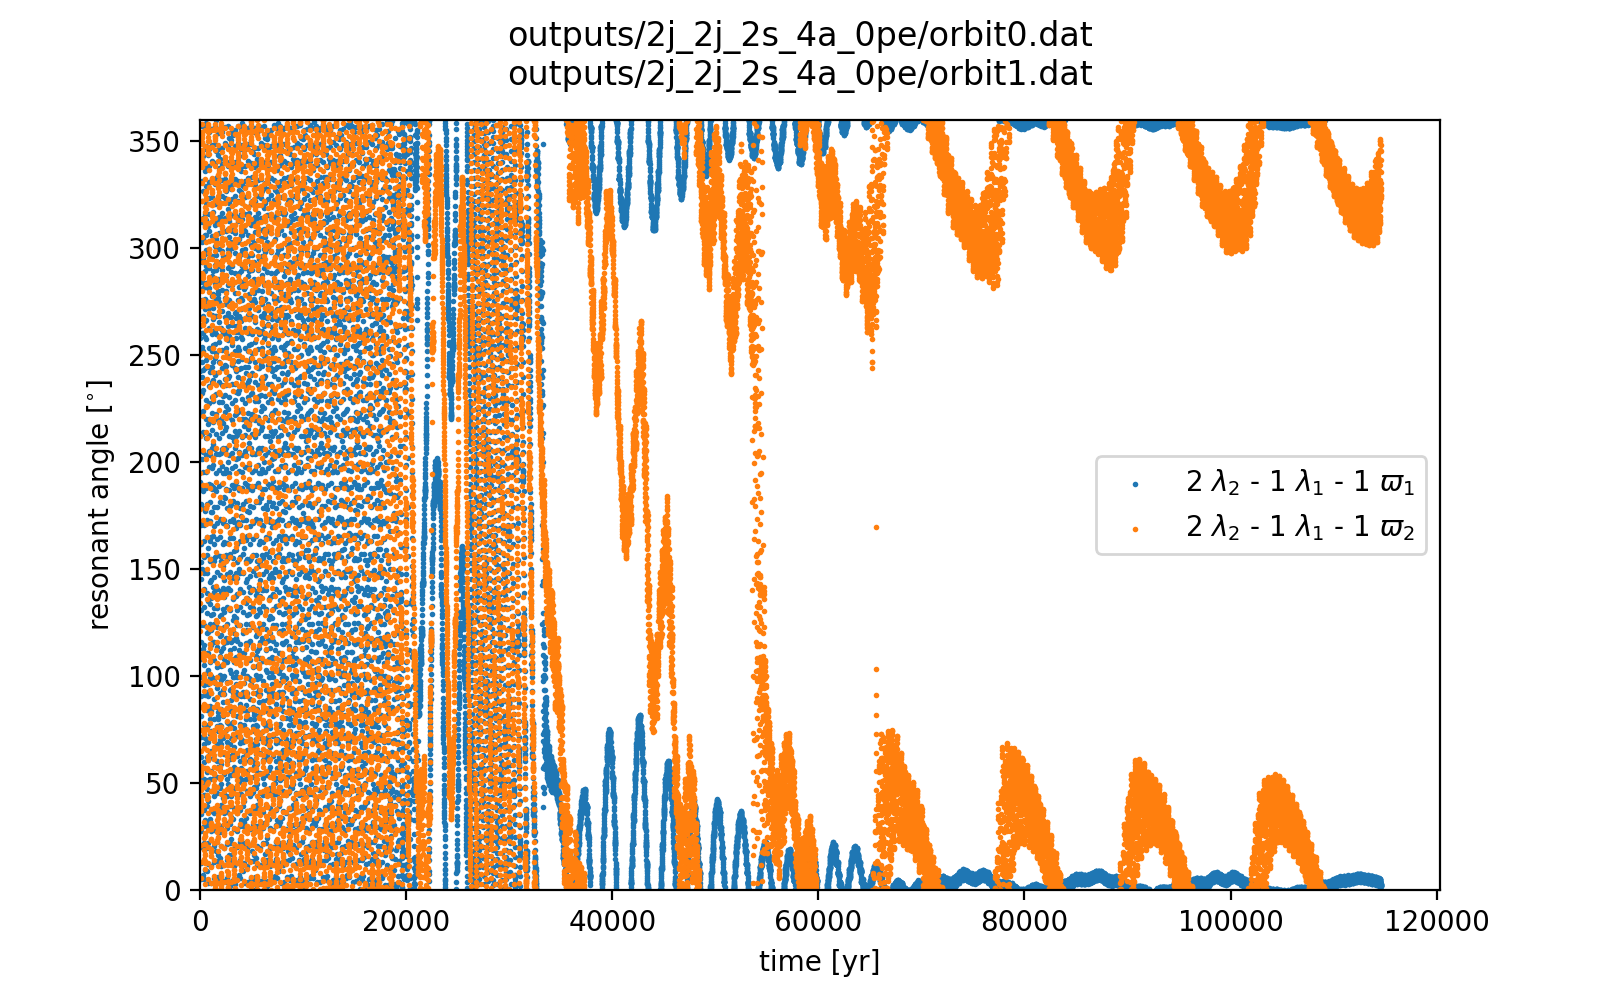 outputs/2j_2j_2s_4a_0pe/orbit0.dat
outputs/2j_2j_2s_4a_0pe/orbit1.dat
350
300
250
200
150
100
50
0
resonant angle [°]
2 λ₂ - 1 λ₁ - 1 ϖ₁
2 λ₂ - 1 λ₁ - 1 ϖ₂
0 20000 40000 60000 80000 100000 120000
time [yr]